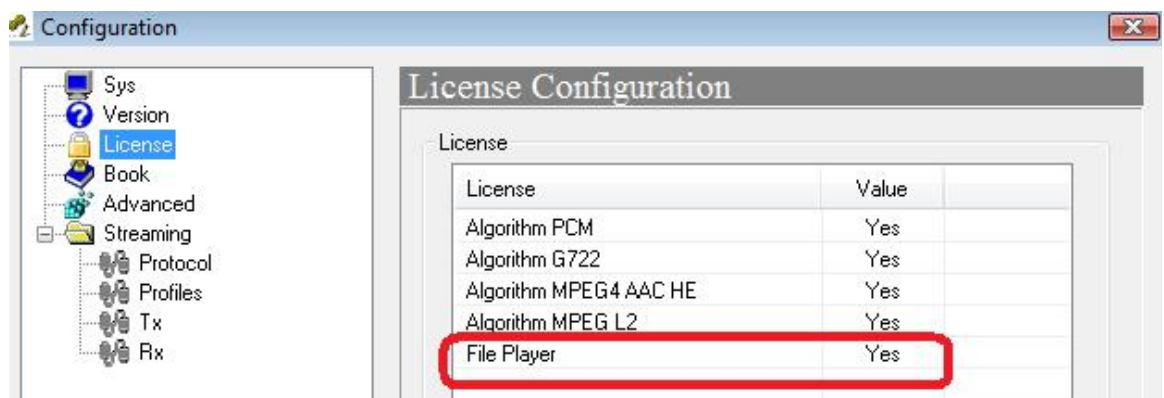 Configuration
Sys
Version
License
Book
Advanced
Streaming
Protocol
Profiles
Tx
Rx
License Configuration
License
License Value
Algorithm PCM Yes
Algorithm G722 Yes
Algorithm MPEG4 AAC HE Yes
Algorithm MPEG L2 Yes
File Player Yes